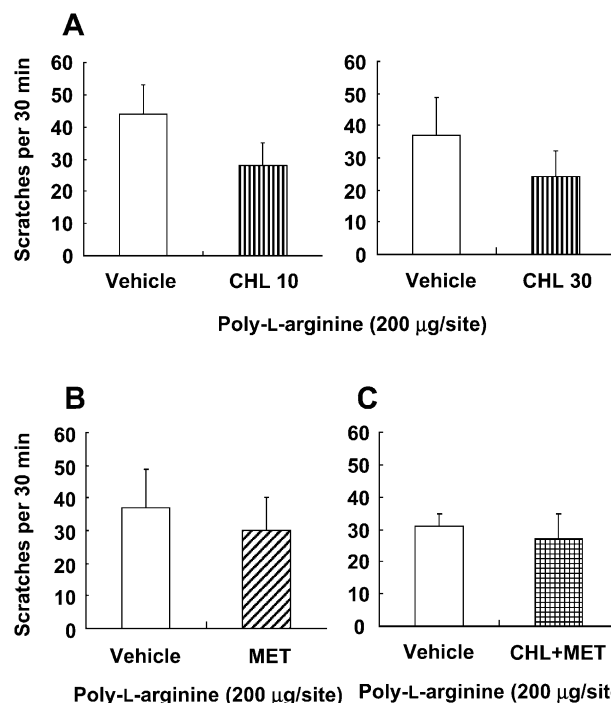 A
Scratches per 30 min
60
50
40
30
20
10
0
Vehicle
CHL 10
60
50
40
30
20
10
0
Vehicle
CHL 30
Poly-L-arginine (200 μg/site)
B
Scratches per 30 min
60
50
40
30
20
10
0
Vehicle
MET
Poly-L-arginine (200 μg/site)
C
60
50
40
30
20
10
0
Vehicle
CHL+MET
Poly-L-arginine (200 μg/site